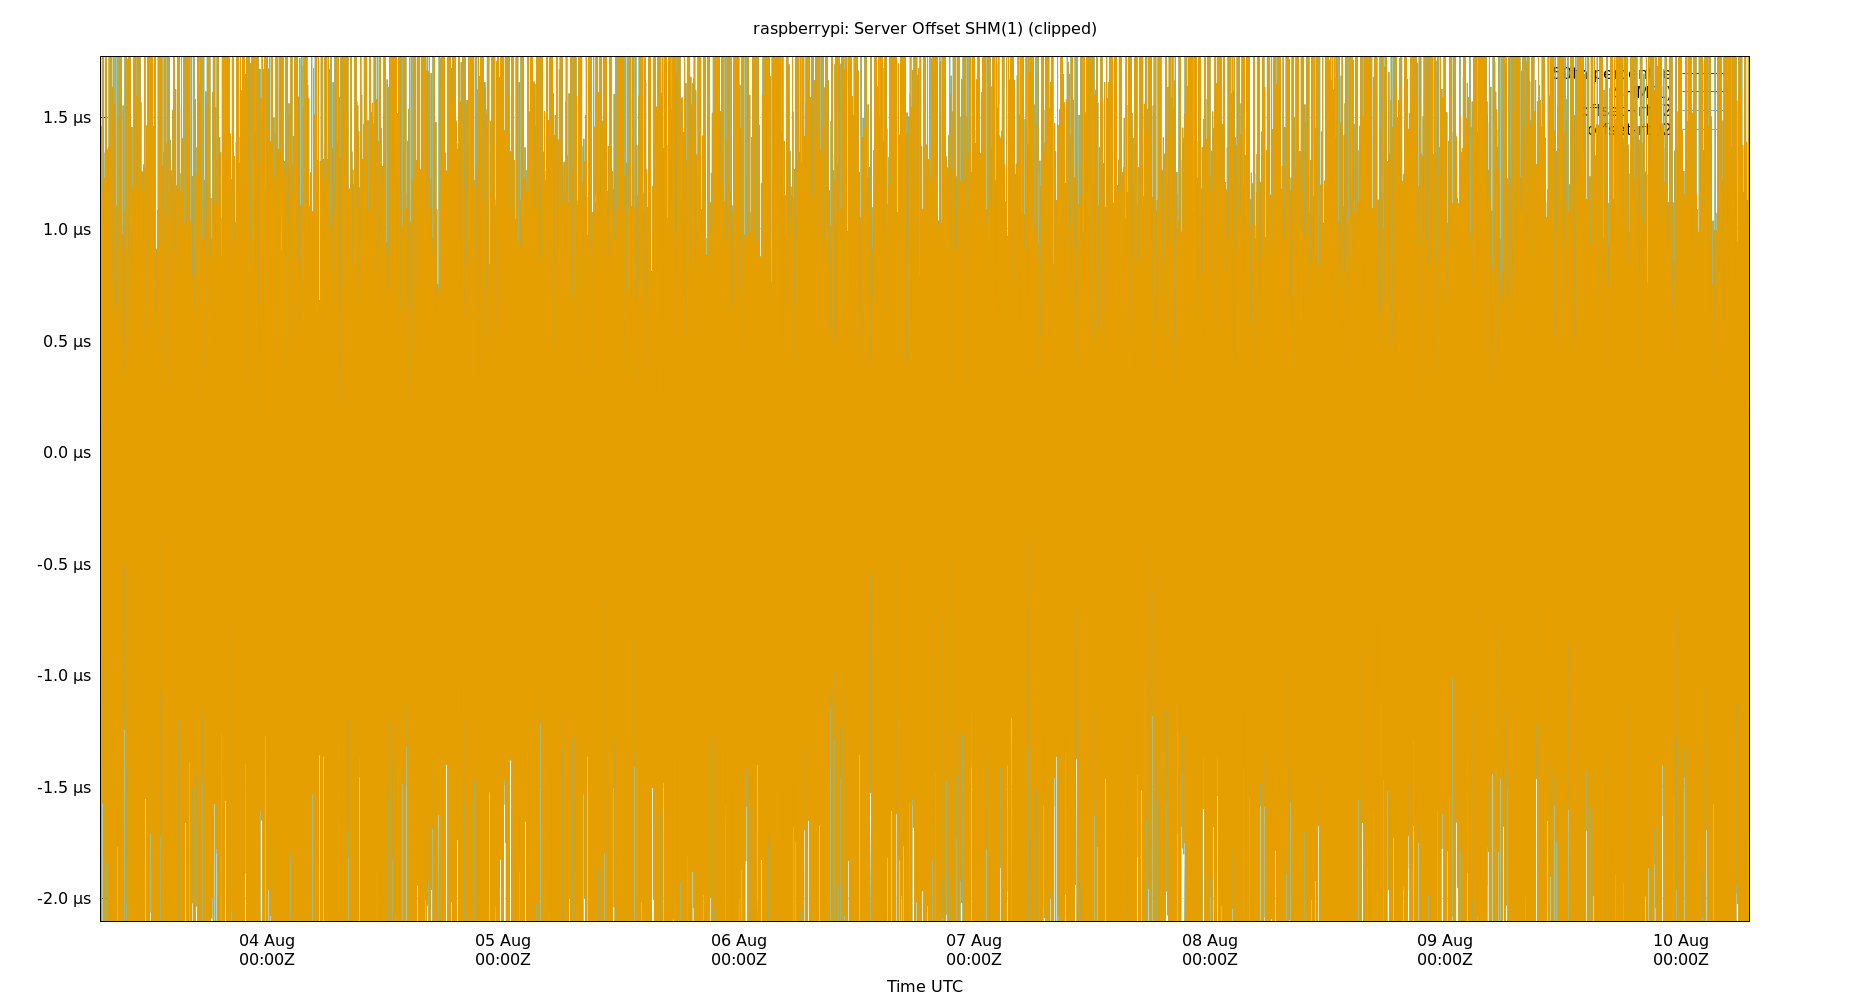 raspberrypi: Server Offset SHM(1) (clipped)
1.5 µs
1.0 µs
0.5 µs
0.0 µs
-0.5 µs
-1.0 µs
-1.5 µs
-2.0 µs
04 Aug 05 Aug 06 Aug 07 Aug 08 Aug 09 Aug 10 Aug
00:00Z 00:00Z 00:00Z 00:00Z 00:00Z 00:00Z 00:00Z
Time UTC